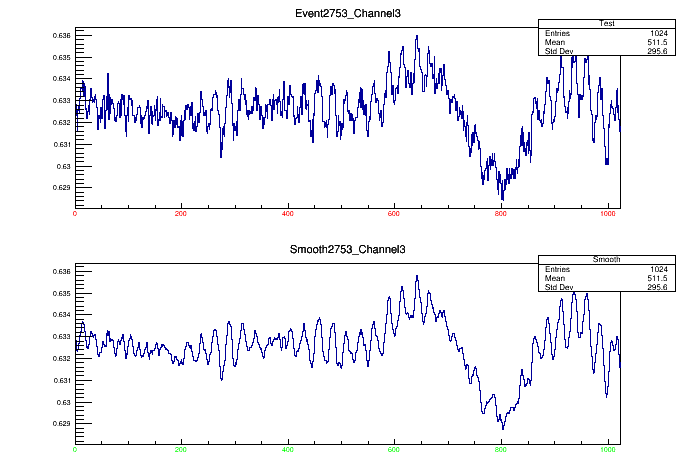 Event2753_Channel3
Test
Entries 1024
Mean 511.5
Std Dev 295.6
0.636
0.635
0.634
0.633
0.632
0.631
0.63
0.629
0 200 400 600 800 1000
Smooth2753_Channel3
Smooth
Entries 1024
Mean 511.5
Std Dev 295.6
0.636
0.635
0.634
0.633
0.632
0.631
0.63
0.629
0 200 400 600 800 1000